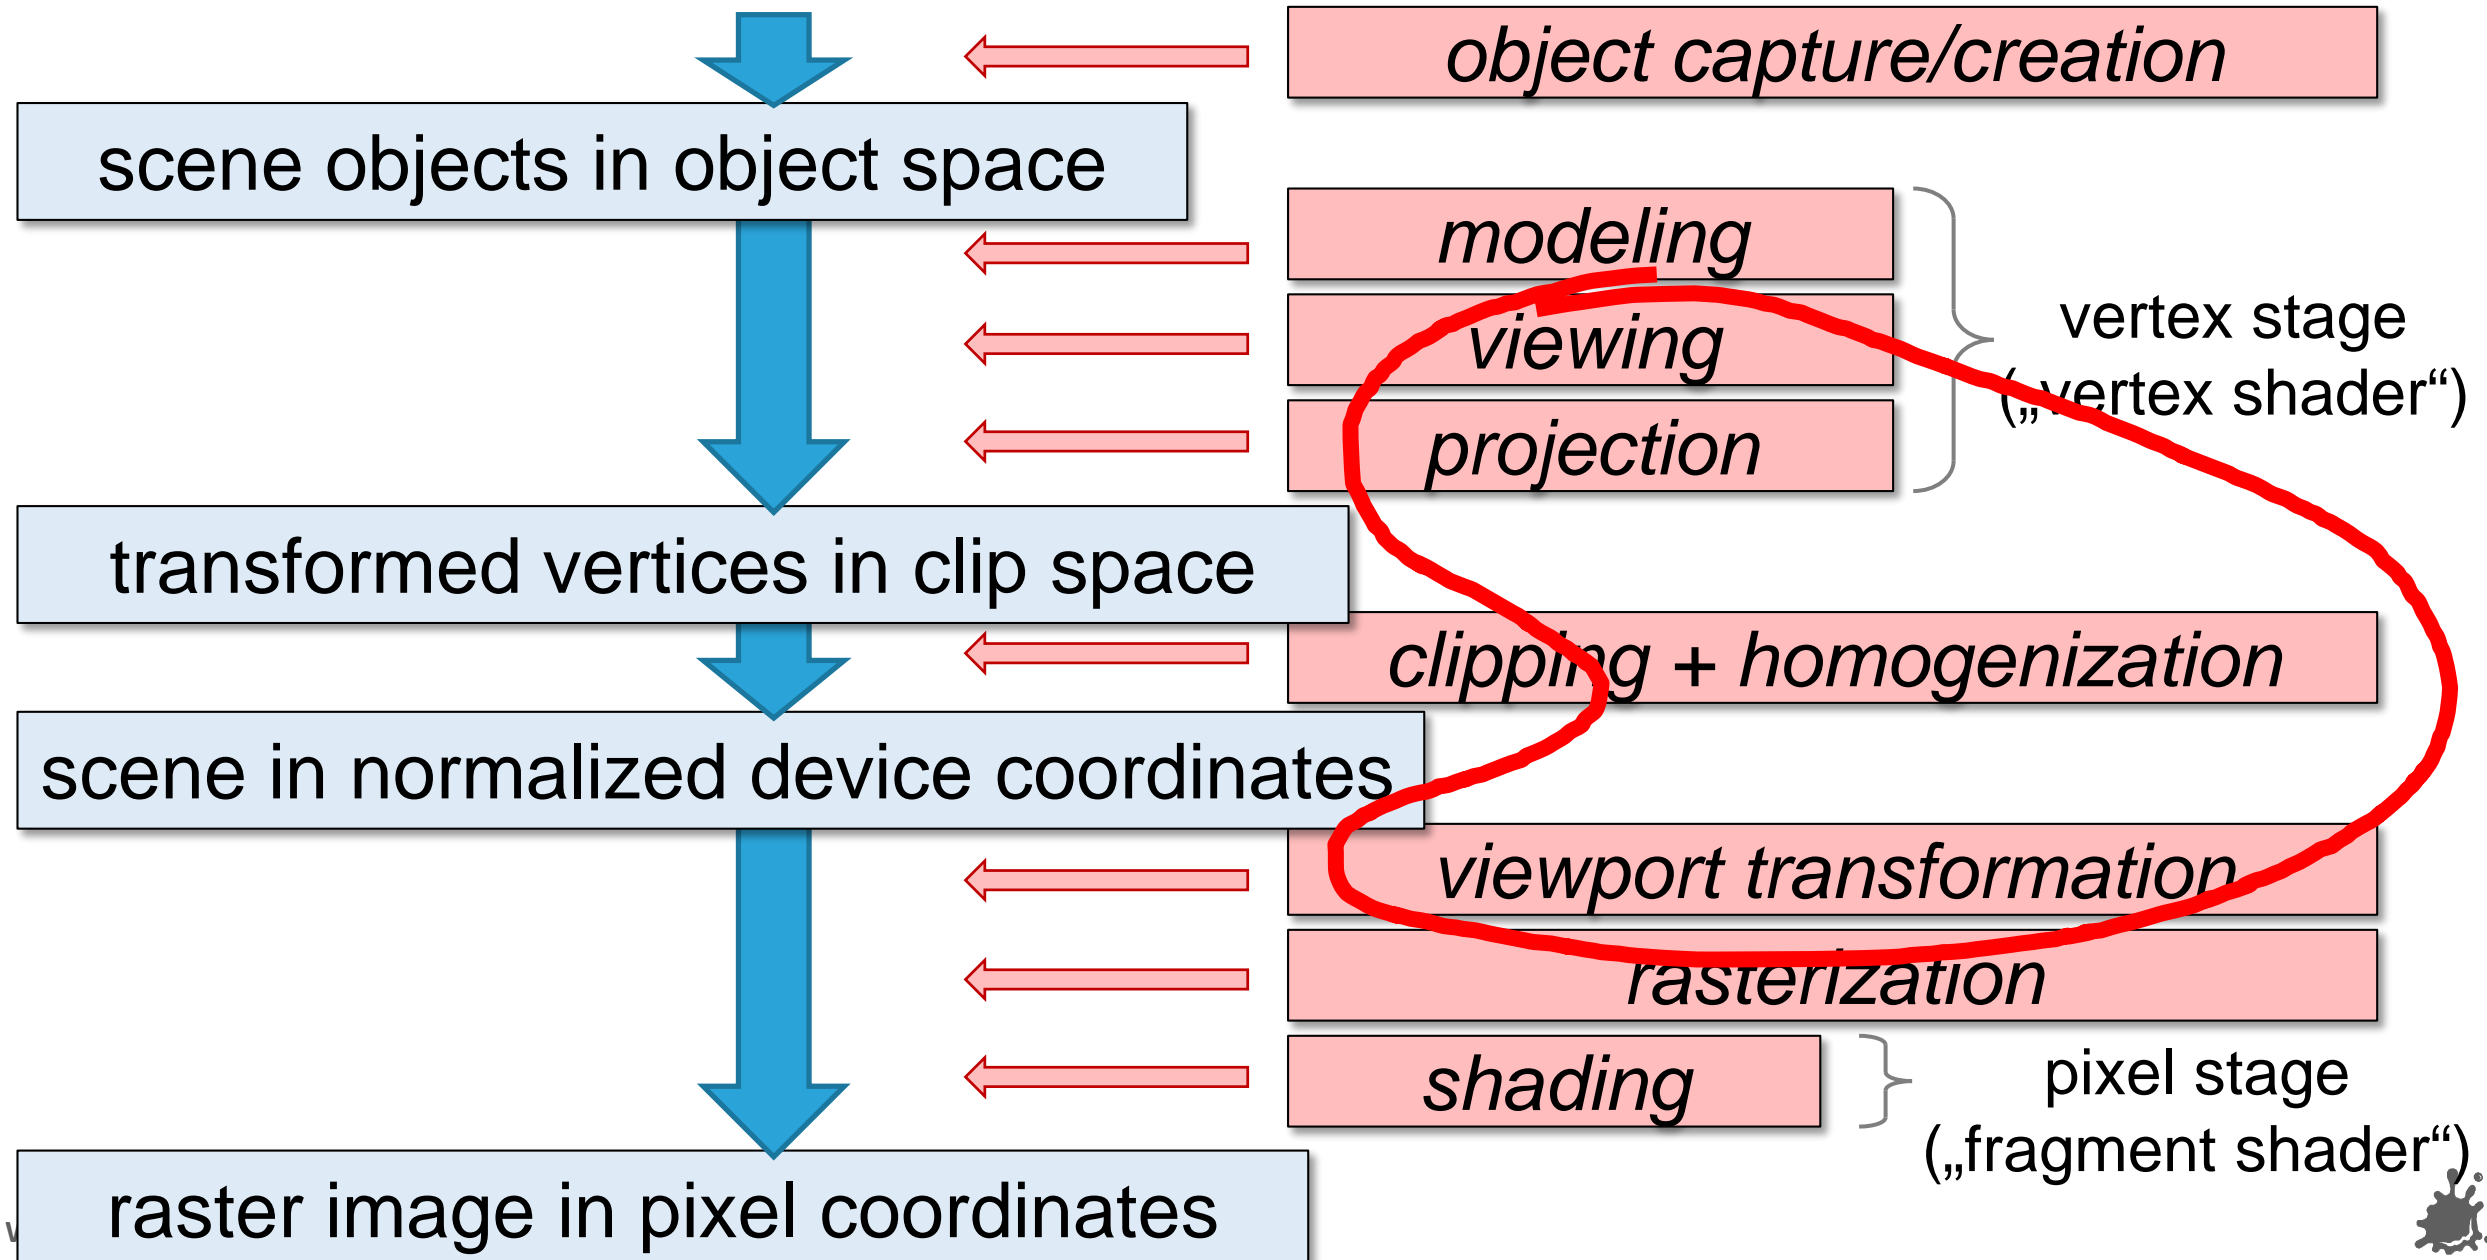 object capture/creation
scene objects in object space
modeling
viewing
projection
vertex stage
(„vertex shader“)
transformed vertices in clip space
clipping + homogenization
scene in normalized device coordinates
viewport transformation
rasterization
shading
pixel stage
(„fragment shader“)
raster image in pixel coordinates